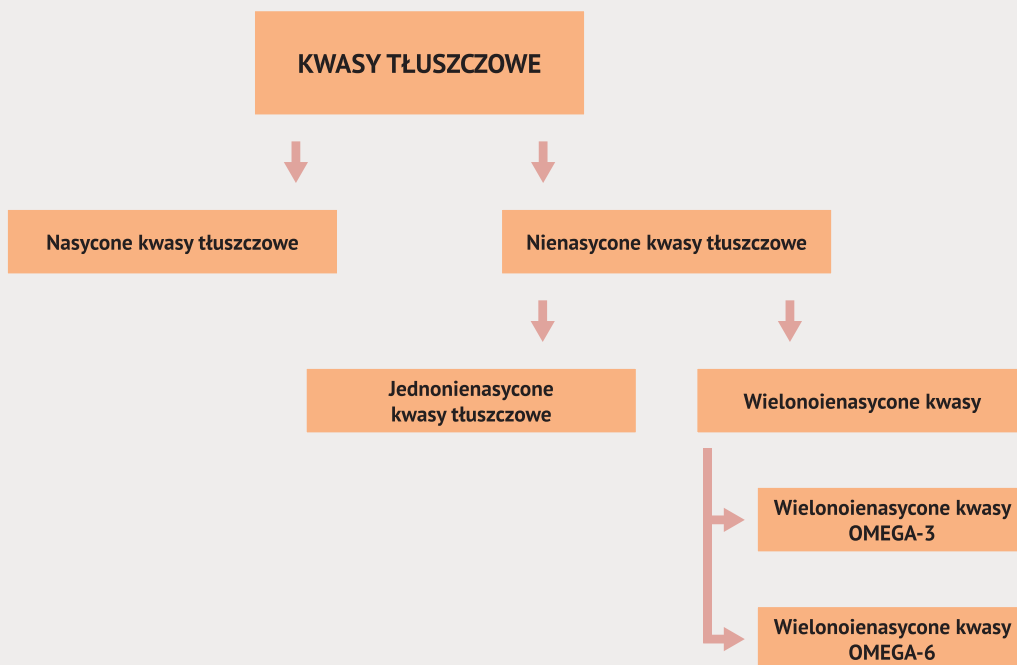 KWASY TŁUSZCZOWE
Nasycone kwasy tłuszczowe
Nienasycone kwasy tłuszczowe
Jednonienasycone
kwasy tłuszczowe
Wielonoienasycone kwasy
Wielonoienasycone kwasy
OMEGA-3
Wielonoienasycone kwasy
OMEGA-6